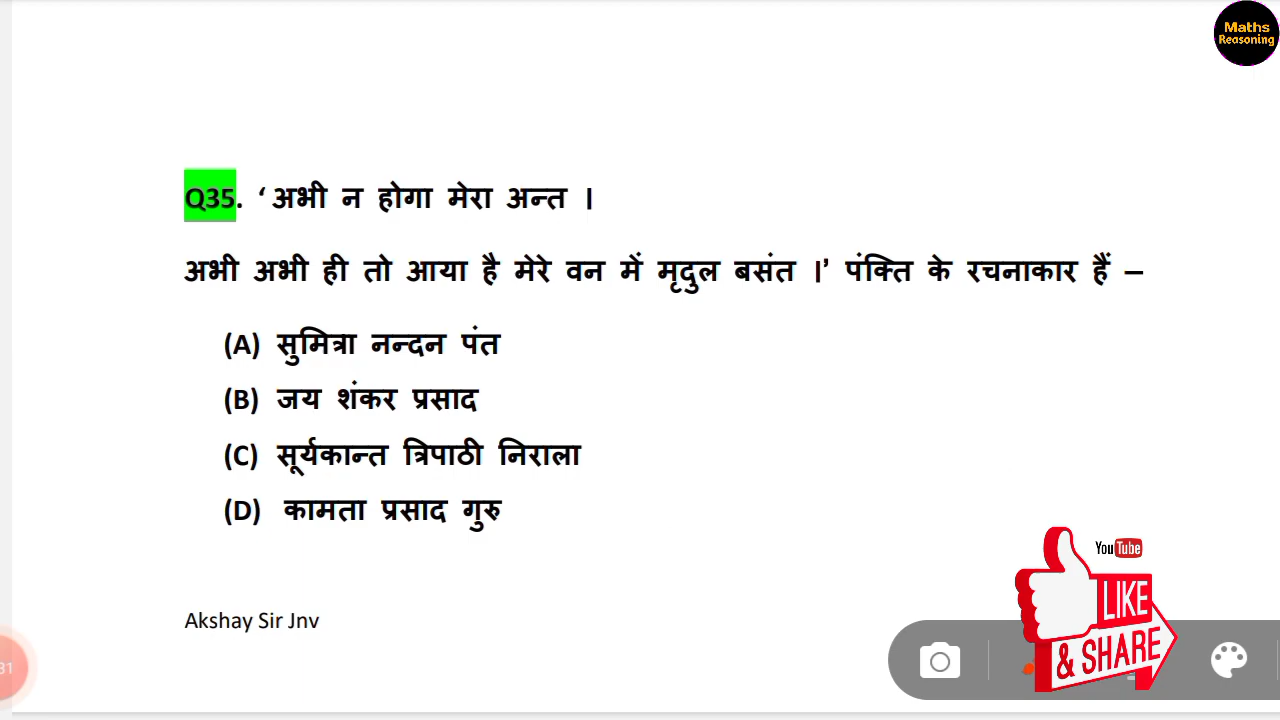 Maths
Reasoning
Q35. ‘ अभी न होगा मेरा अन्त ।
अभी अभी ही तो आया है मेरे वन में मृदुल बसंत ।’ पंक्ति के रचनाकार हैं –
(A) सुमित्रा नन्दन पंत
(B) जय शंकर प्रसाद
(C) सूर्यकान्त त्रिपाठी निराला
(D) कामता प्रसाद गुरु
YouTube
LIKE
& SHARE
Akshay Sir Jnv
31